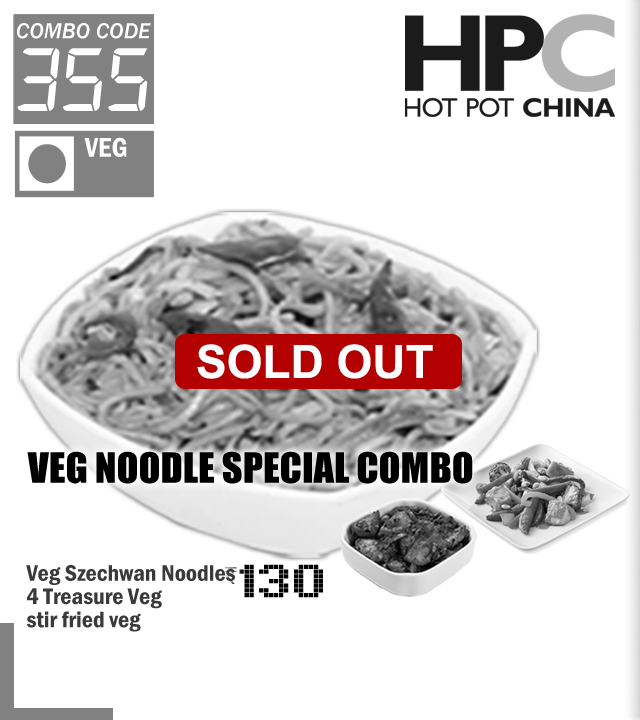 COMBO CODE
355
VEG
HPC
HOT POT CHINA
SOLD OUT
VEG NOODLE SPECIAL COMBO
Veg Szechwan Noodles
₹130
4 Treasure Veg
stir fried veg